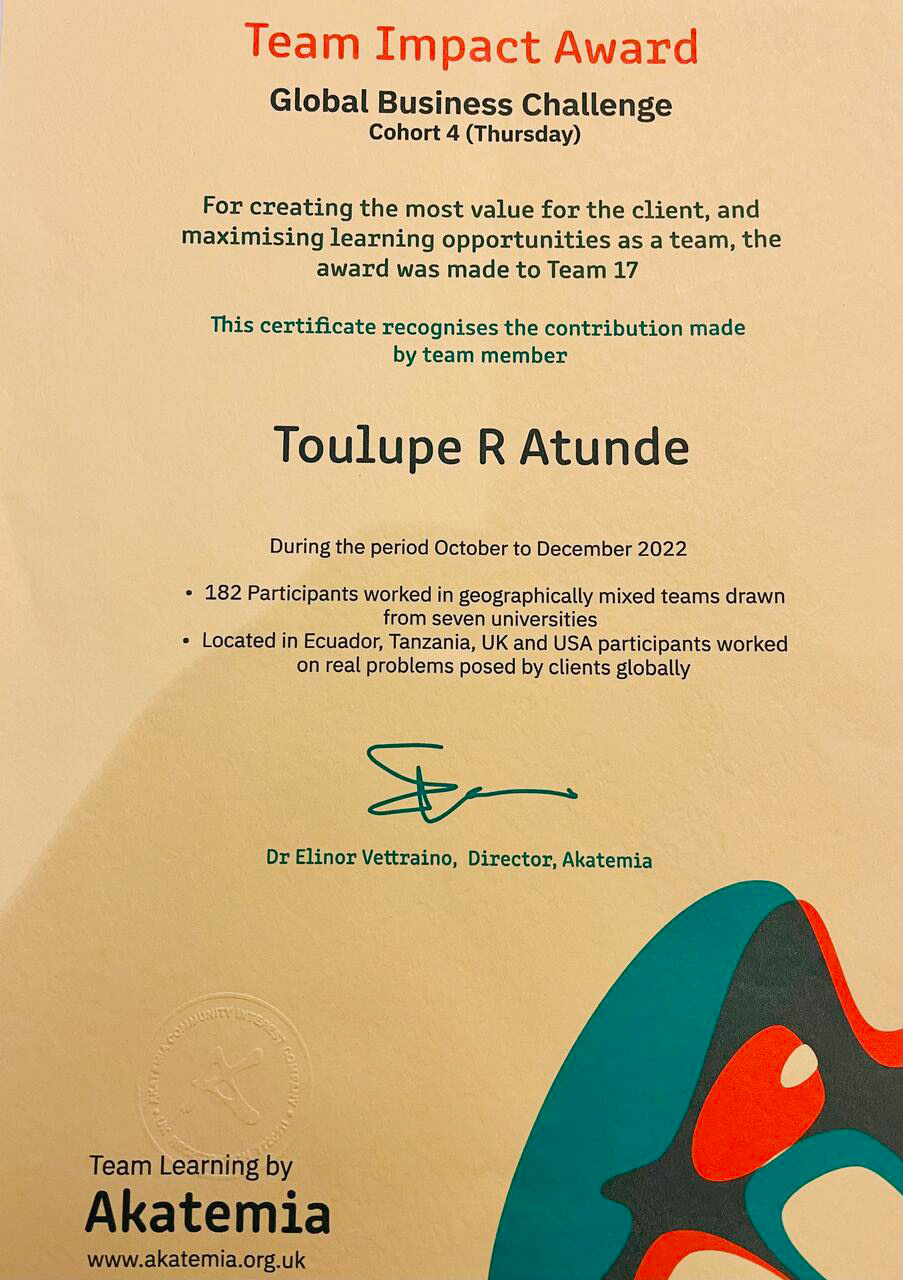 Team Impact Award
Global Business Challenge
Cohort 4 (Thursday)
For creating the most value for the client, and
maximising learning opportunities as a team, the
award was made to Team 17
This certificate recognises the contribution made
by team member
Toulupe R Atunde
During the period October to December 2022
• 182 Participants worked in geographically mixed teams drawn
from seven universities
• Located in Ecuador, Tanzania, UK and USA participants worked
on real problems posed by clients globally
Dr Elinor Vettraino, Director, Akatemia
AKATEMIA COMMUNITY INTEREST COMPANY
Team Learning by
Akatemia
www.akatemia.org.uk